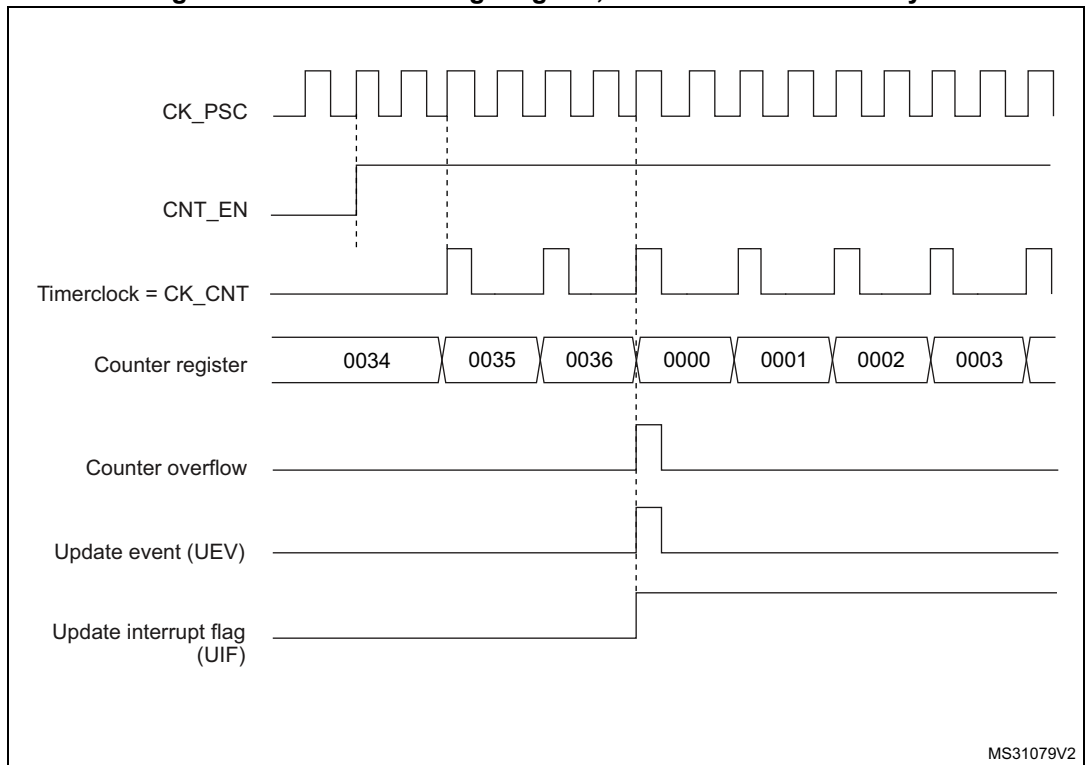 CK_PSC
CNT_EN
Timerclock = CK_CNT
Counter register
0034 0035 0036 0000 0001 0002 0003
Counter overflow
Update event (UEV)
Update interrupt flag
(UIF)
MS31079V2